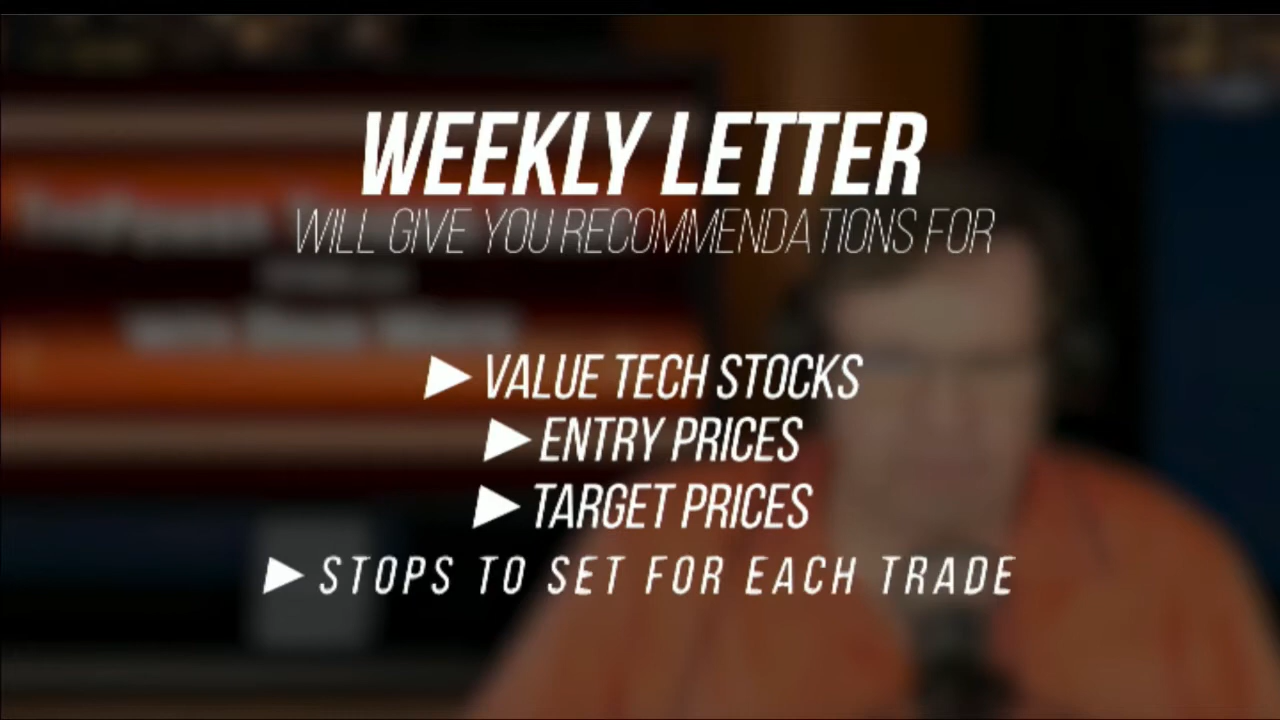 WEEKLY LETTER
WILL GIVE YOU RECOMMENDATIONS FOR
▶ VALUE TECH STOCKS
▶ ENTRY PRICES
▶ TARGET PRICES
▶ STOPS TO SET FOR EACH TRADE